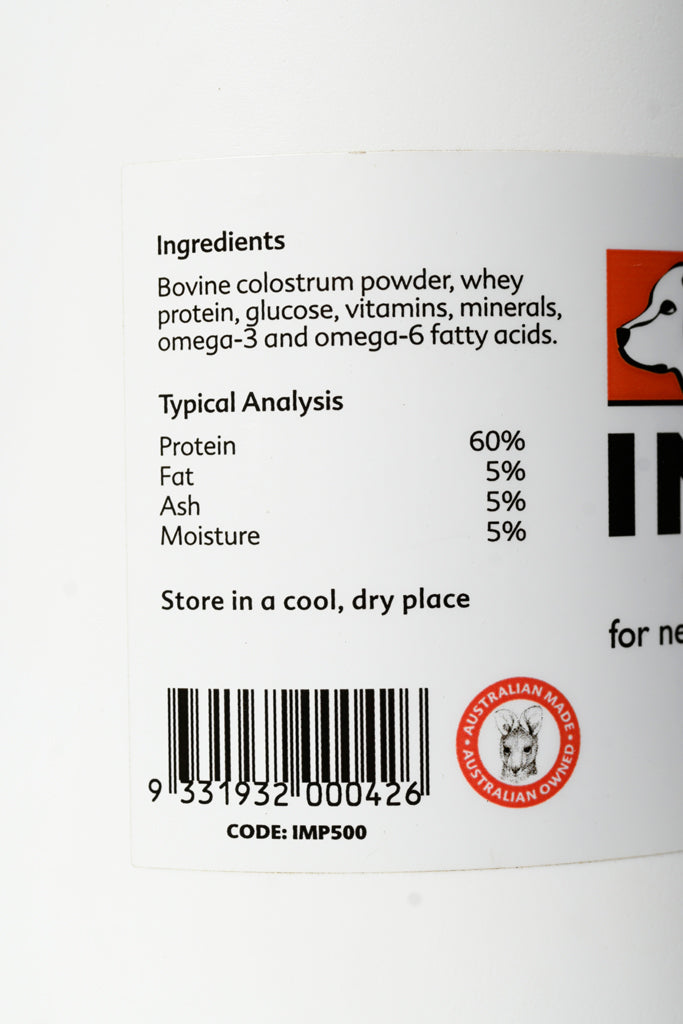 Ingredients
Bovine colostrum powder, whey
protein, glucose, vitamins, minerals,
omega-3 and omega-6 fatty acids.
Typical Analysis
Protein 60%
Fat 5%
Ash 5%
Moisture 5%
Store in a cool, dry place
9 331932 000426
CODE: IMP500
AUSTRALIAN MADE
AUSTRALIAN OWNED
for